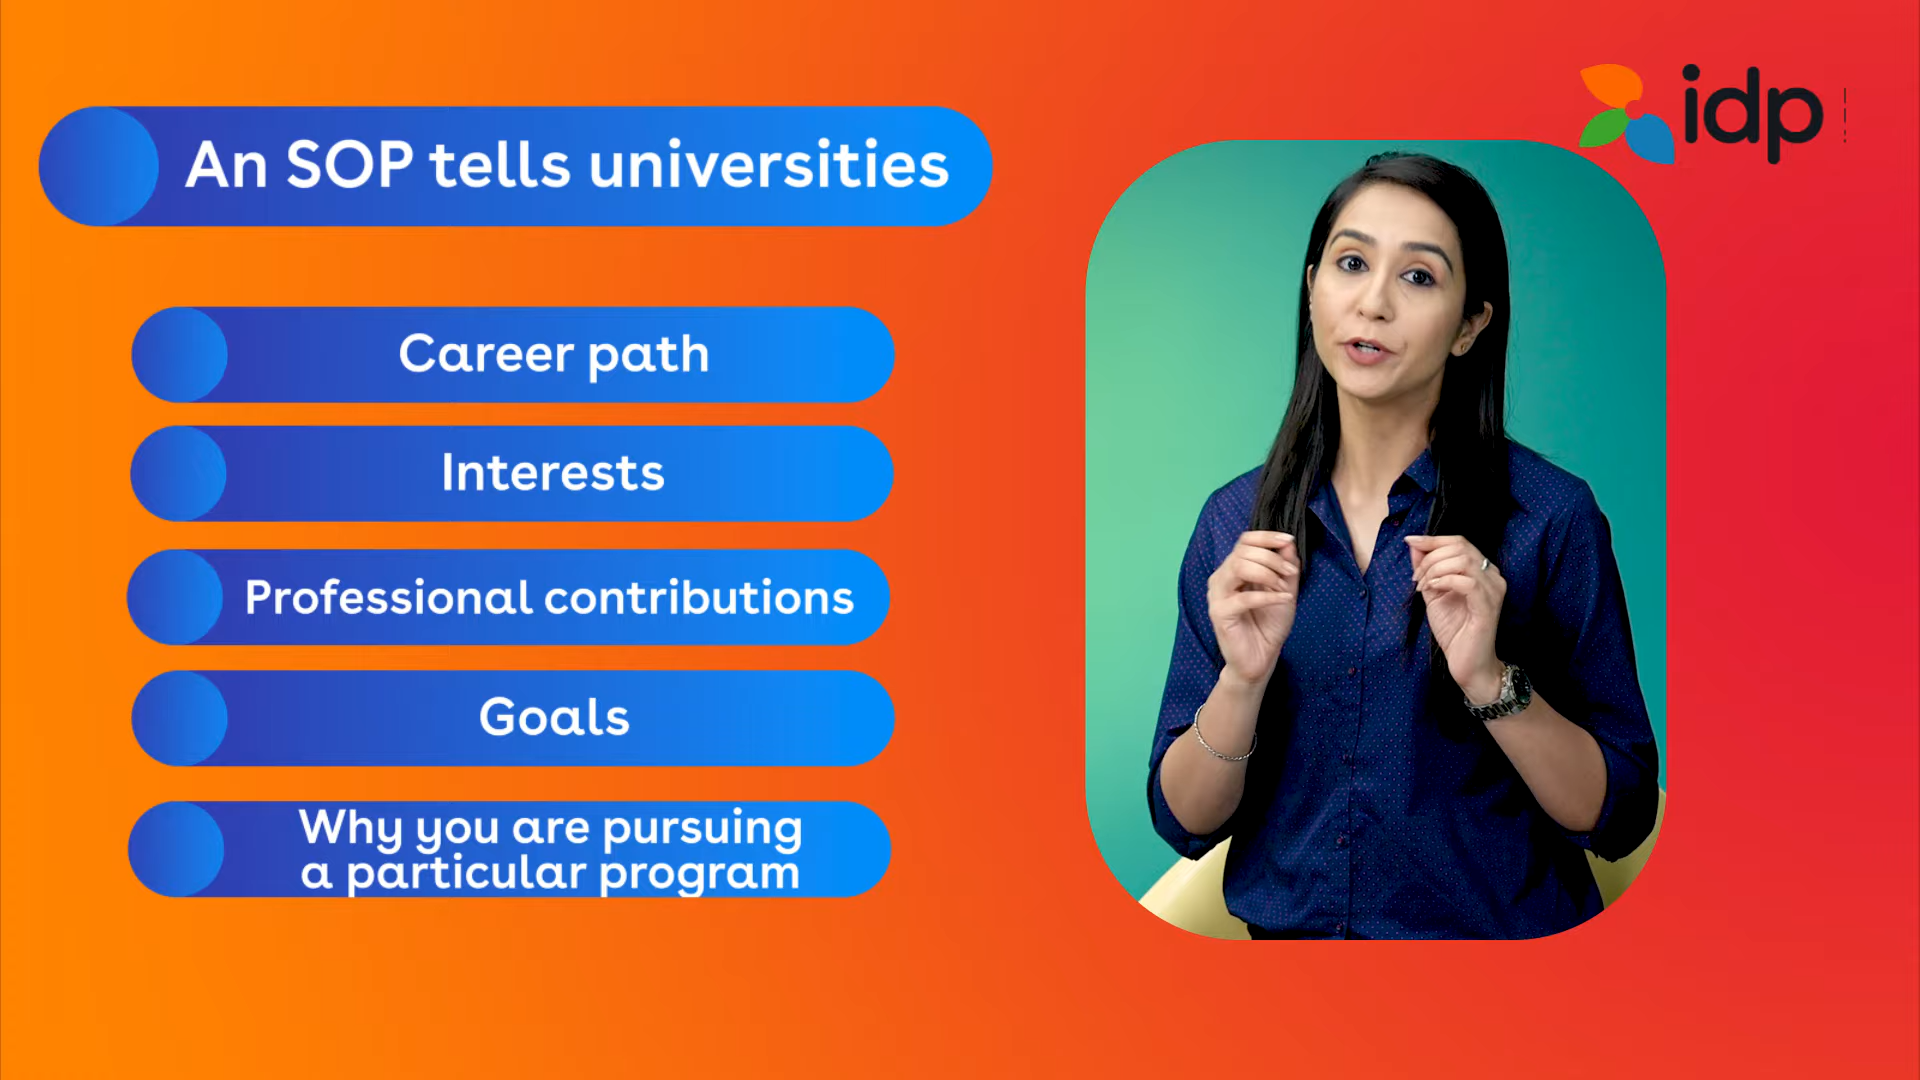 idp
An SOP tells universities
Career path
Interests
Professional contributions
Goals
Why you are pursuing
a particular program